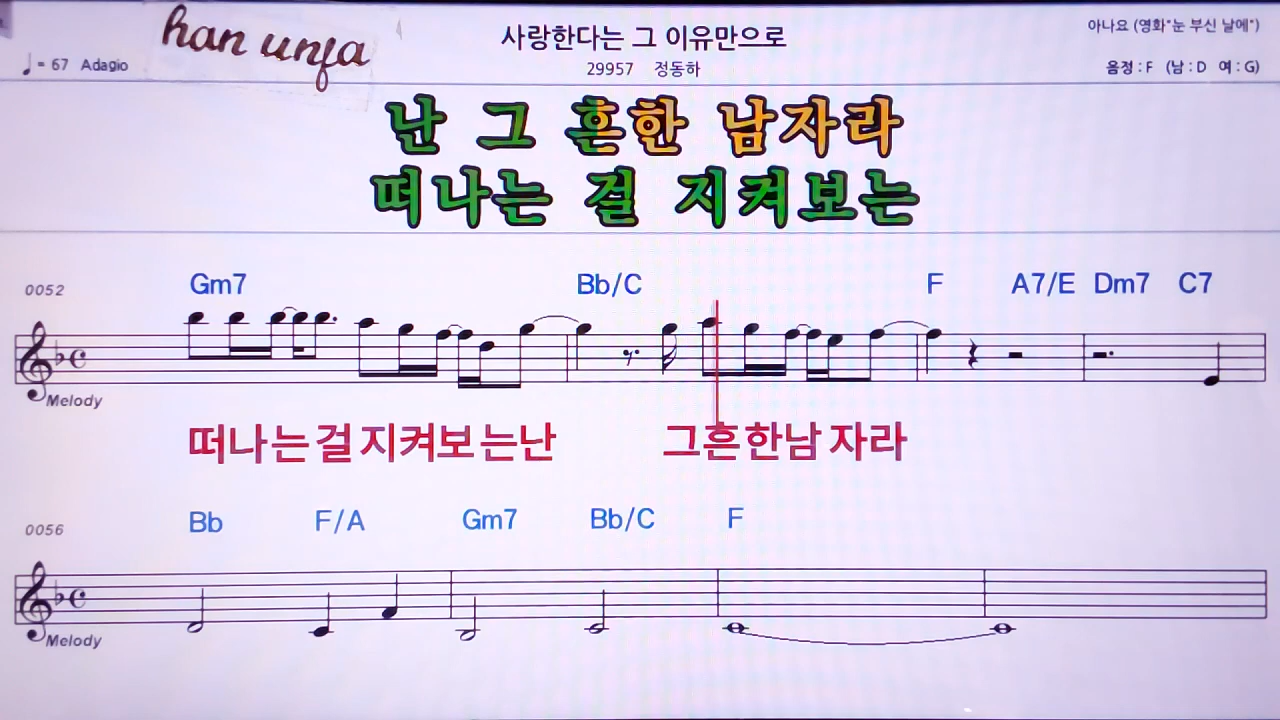 han unfa
사랑한다는 그 이유만으로
아나요 (영화"눈 부신 날에")
♩= 67 Adagio
29957 정동하
음정 : F (남 : D 여 : G)
난 그 흔한 남자라
떠나는 걸 지켜보는
0052
Gm7 Bb/C F A7/E Dm7 C7
Melody
떠나는걸지켜보는난 그흔한남자라
0056
Bb F/A Gm7 Bb/C F
Melody